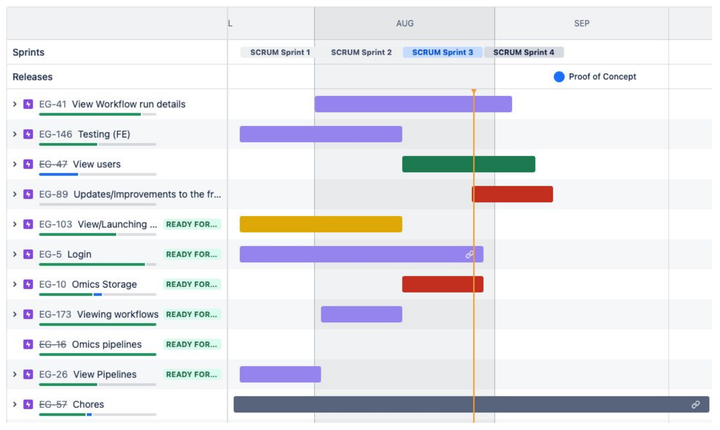 L AUG SEP
Sprints SCRUM Sprint 1 SCRUM Sprint 2 SCRUM Sprint 3 SCRUM Sprint 4
Releases Proof of Concept
EG-41 View Workflow run details
EG-146 Testing (FE)
EG-47 View users
EG-89 Updates/Improvements to the fr...
EG-103 View/Launching ... READY FOR...
EG-5 Login READY FOR...
EG-10 Omics Storage READY FOR...
EG-173 Viewing workflows READY FOR...
EG-16 Omics pipelines READY FOR...
EG-26 View Pipelines READY FOR...
EG-57 Chores